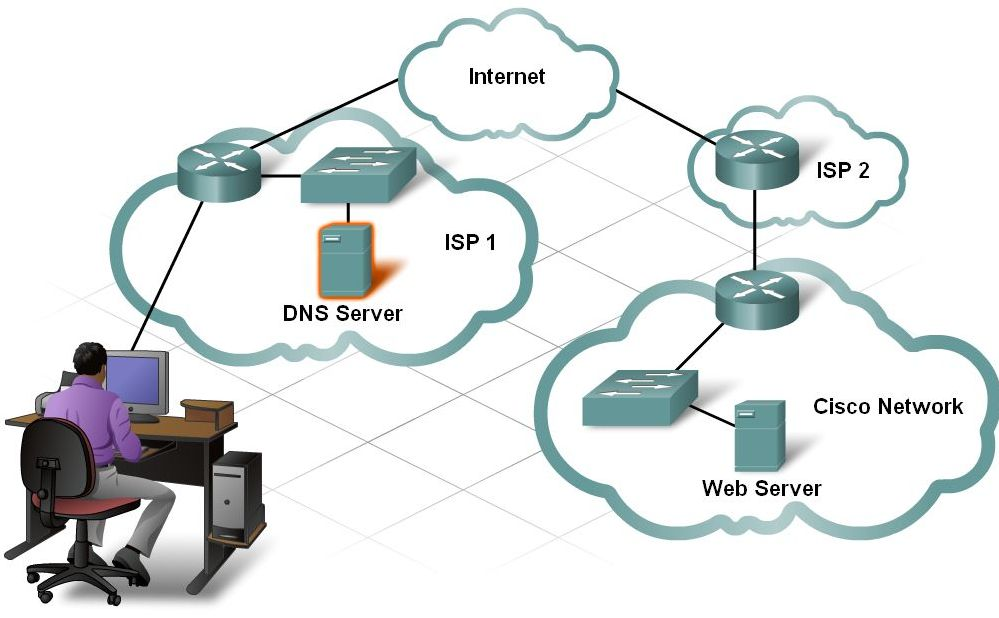 Internet
ISP 2
ISP 1
DNS Server
Cisco Network
Web Server